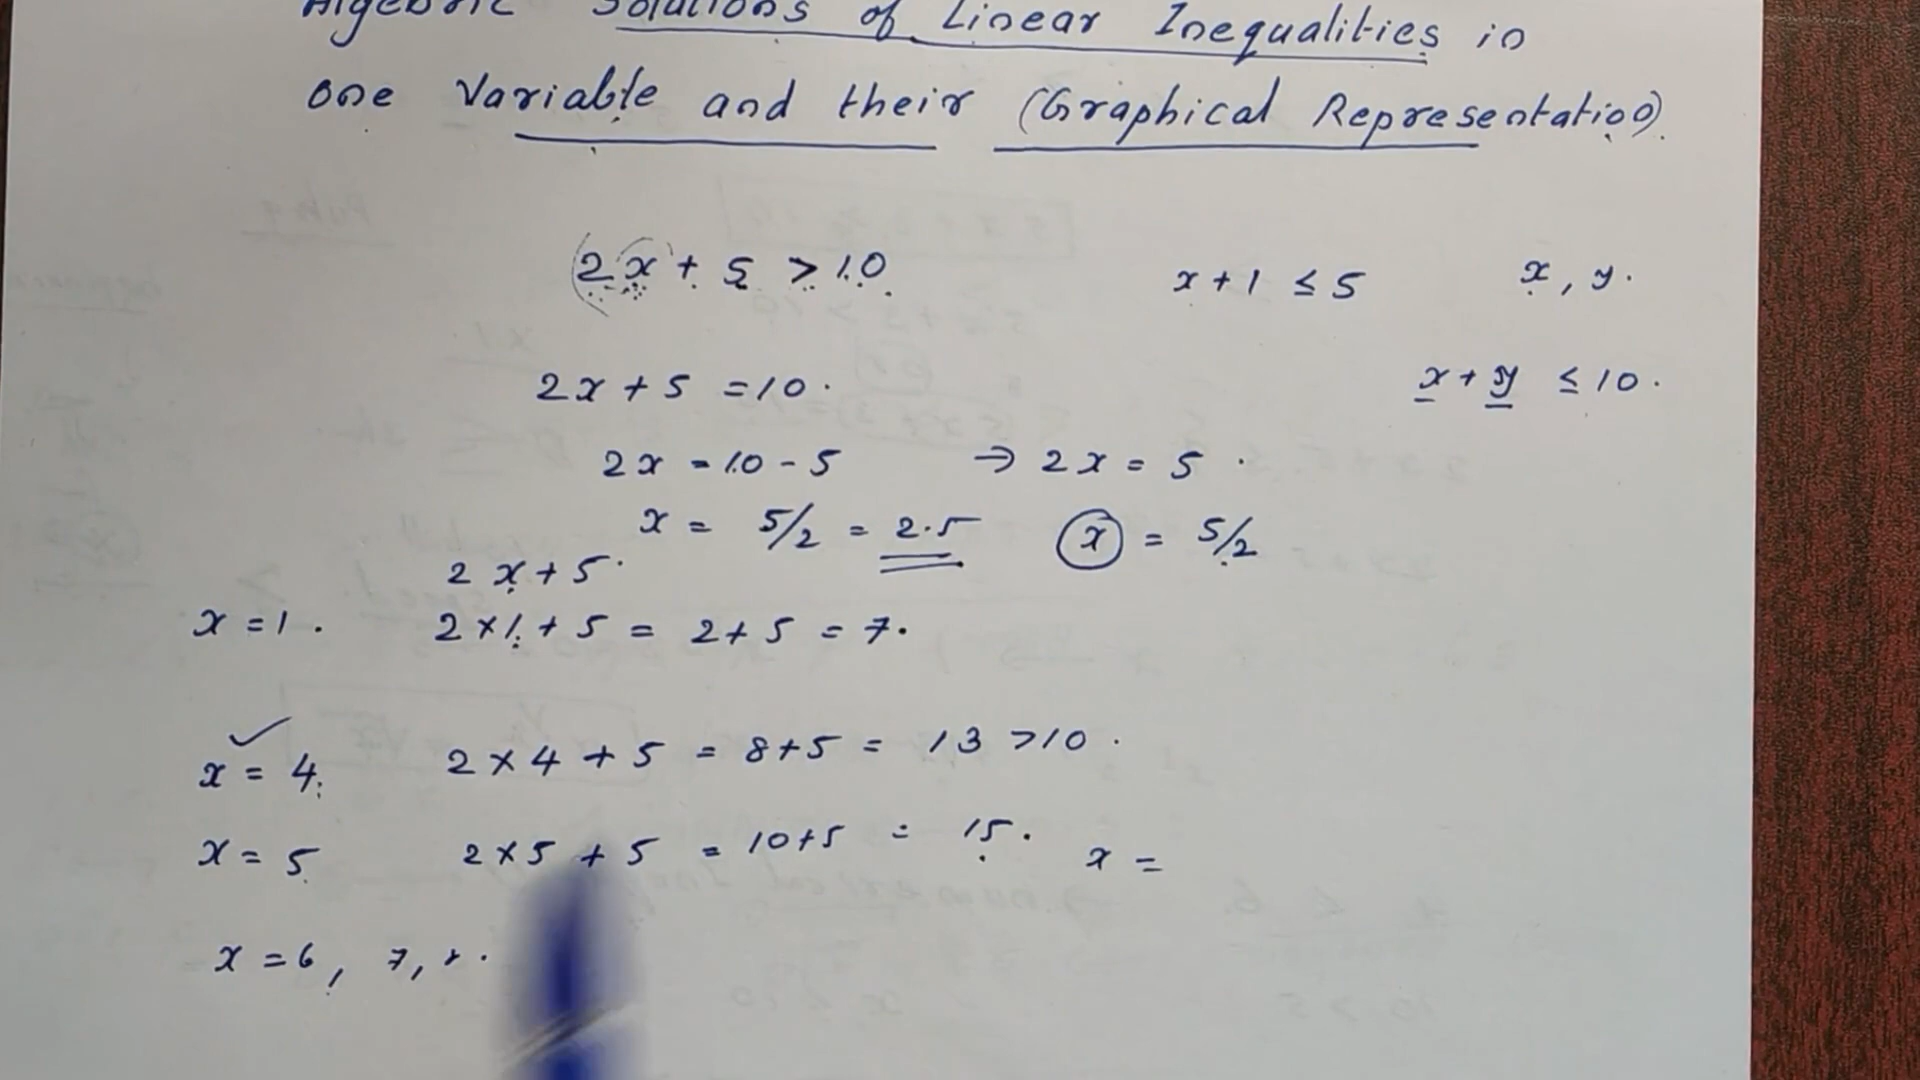 Algebraic Solutions of Linear Inequalities in
one Variable and their (Graphical Representation).
2x + 5 > 10.
x + 1 ≤ 5
x, y.
2x + 5 = 10.
x + y ≤ 10.
2x = 10 - 5 → 2x = 5.
x = 5/2 = 2.5 x = 5/2
2x + 5.
x = 1. 2 × 1 + 5 = 2 + 5 = 7.
✓
x = 4. 2 × 4 + 5 = 8 + 5 = 13 > 10.
x = 5. 2 × 5 + 5 = 10 + 5 = 15. x =
x = 6, 7,